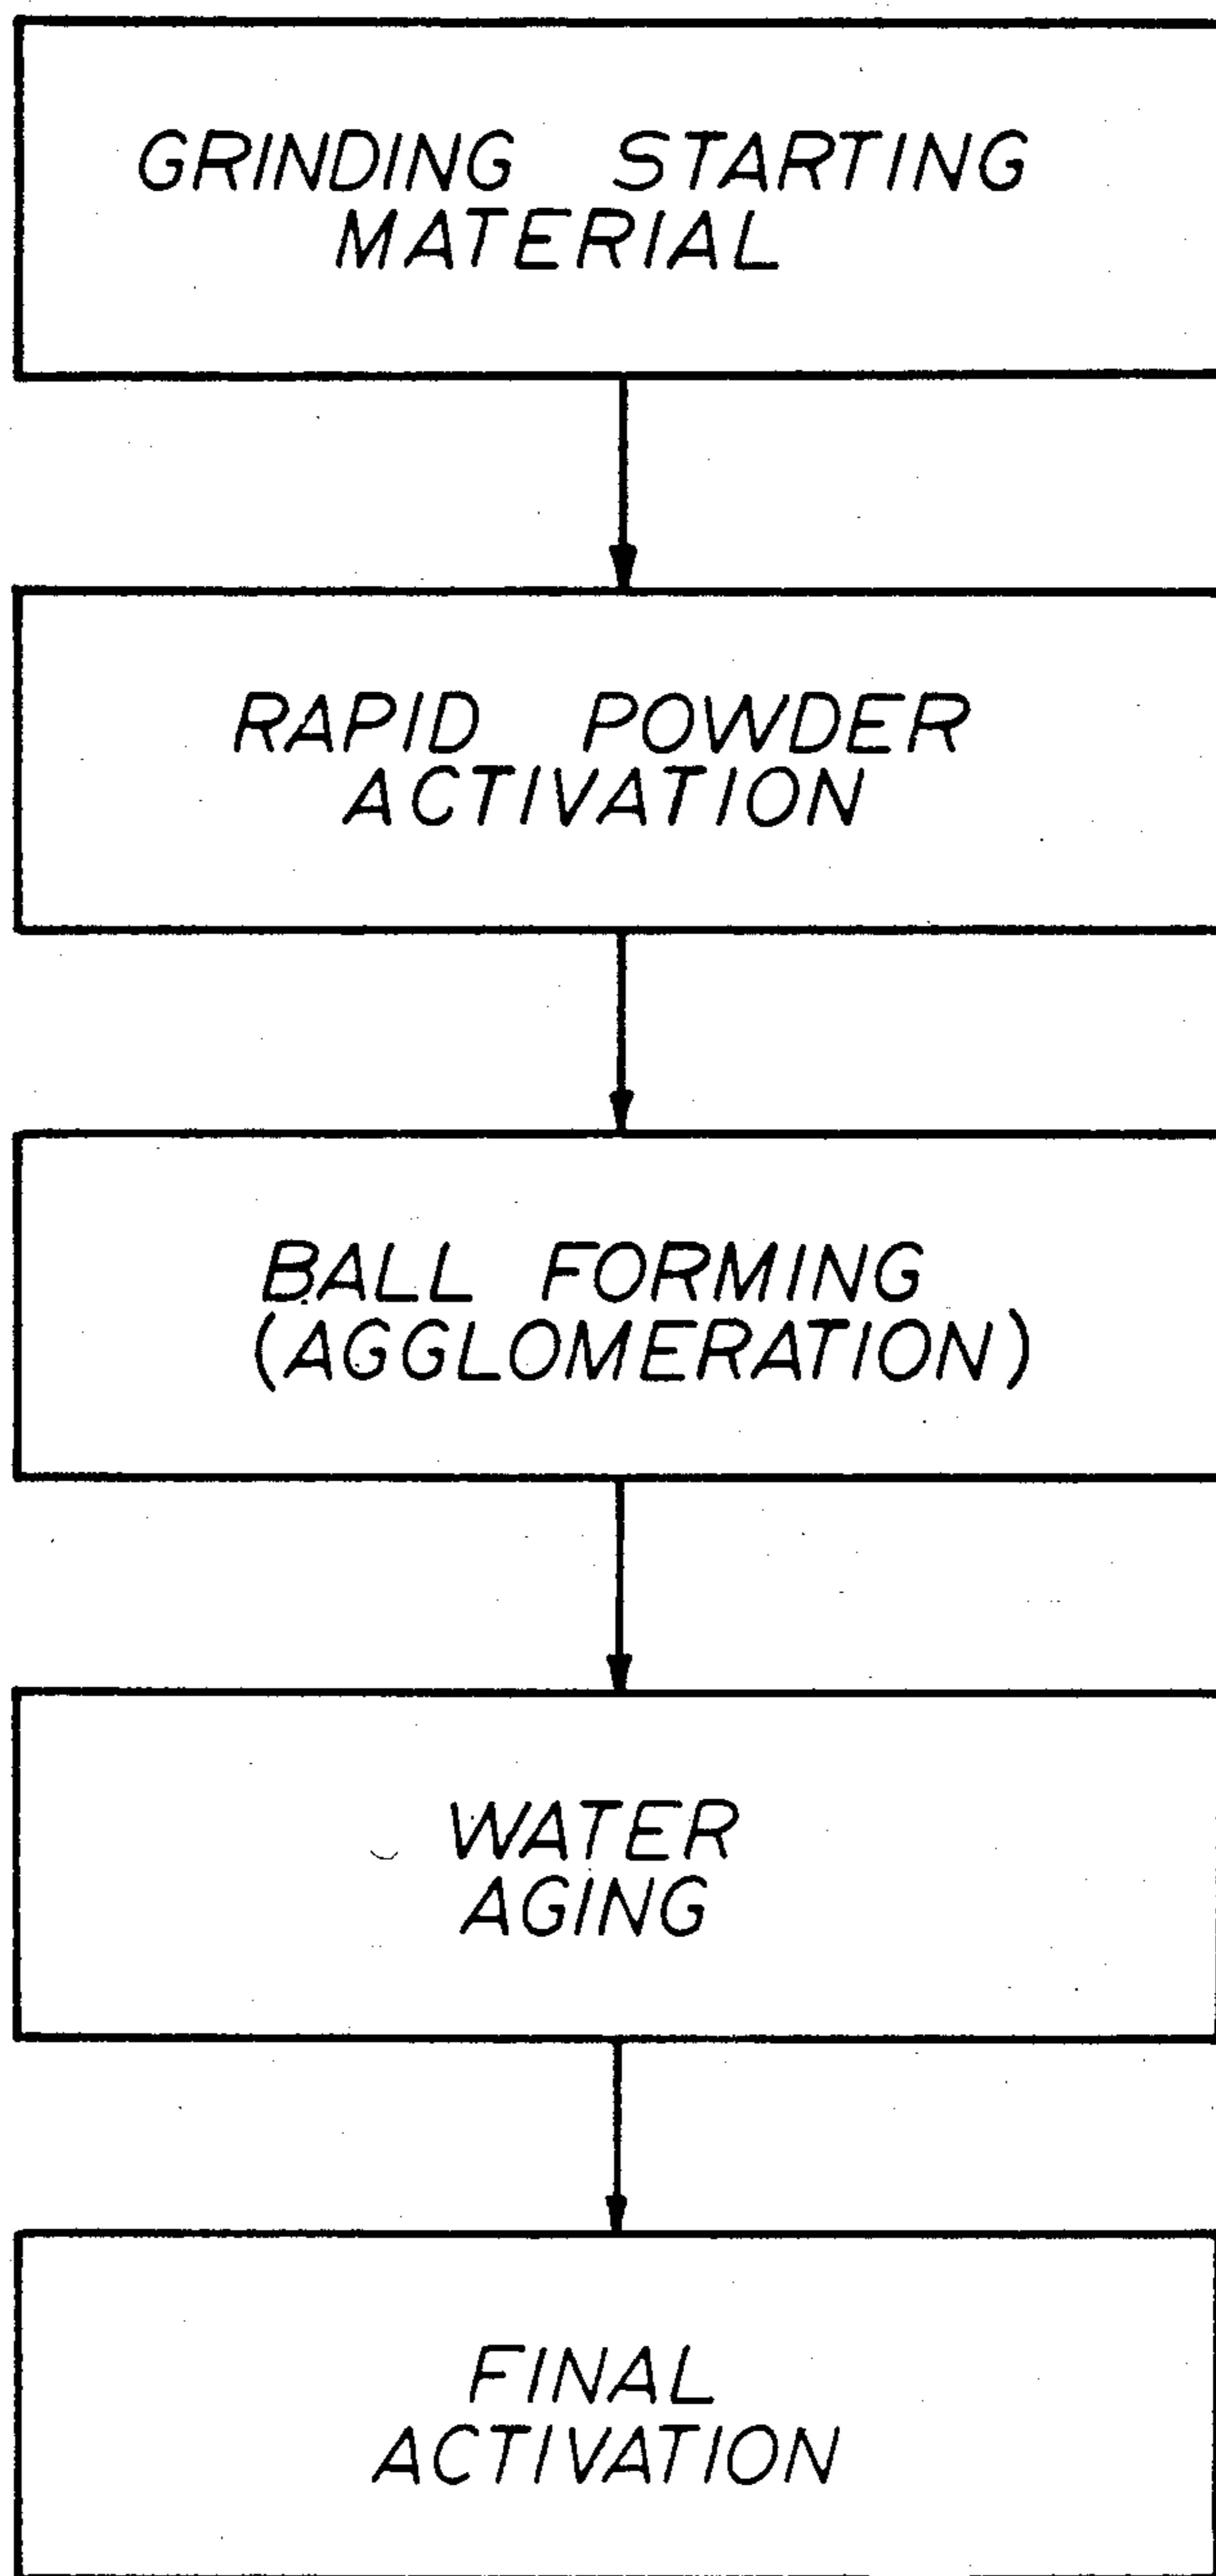 GRINDING STARTING
MATERIAL
RAPID POWDER
ACTIVATION
BALL FORMING
(AGGLOMERATION)
WATER
AGING
FINAL
ACTIVATION